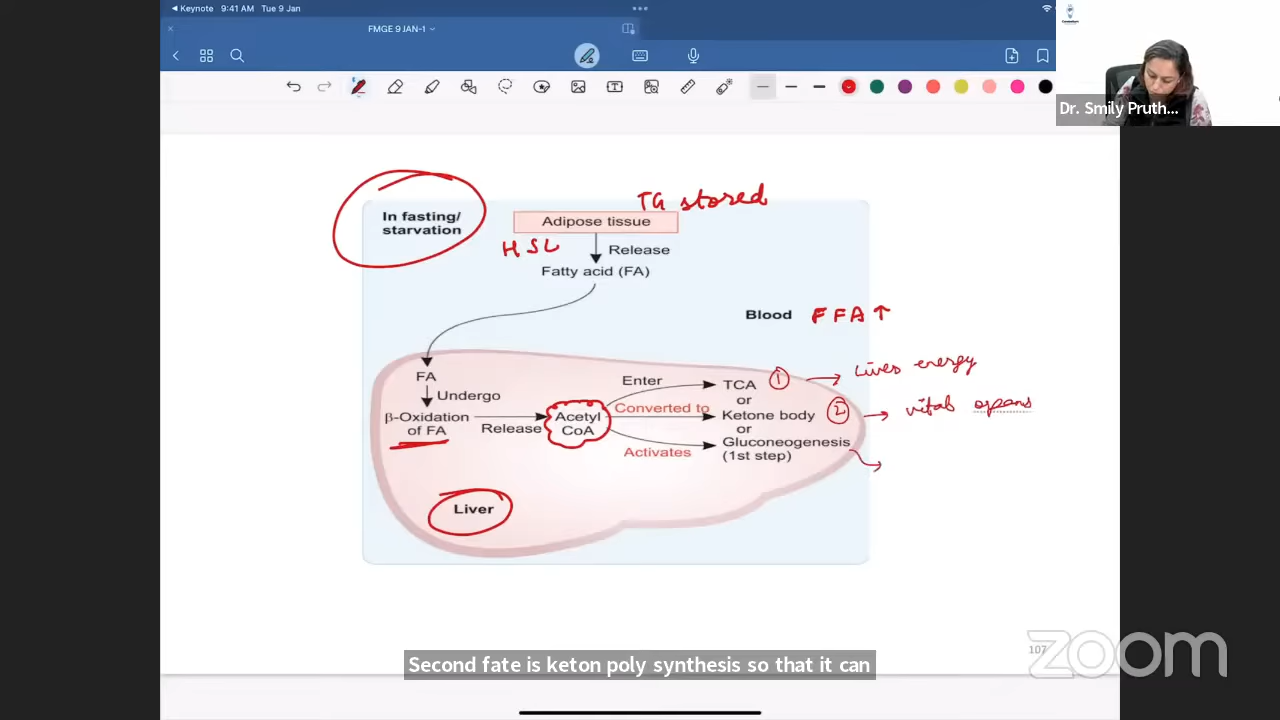 Keynote 9:41 AM Tue 9 Jan
FMGE 9 JAN-1
Dr. Smily Pruth...
TG stored
In fasting/
starvation
Adipose tissue
HSL
Release
Fatty acid (FA)
Blood FFA↑
FA
Undergo
β-Oxidation
of FA
Release
Acetyl
CoA
Enter
TCA
① → Lives energy
or
Converted to
Ketone body
② → vital organs
or
Activates
Gluconeogenesis
(1st step)
Liver
107
zoom
Second fate is keton poly synthesis so that it can